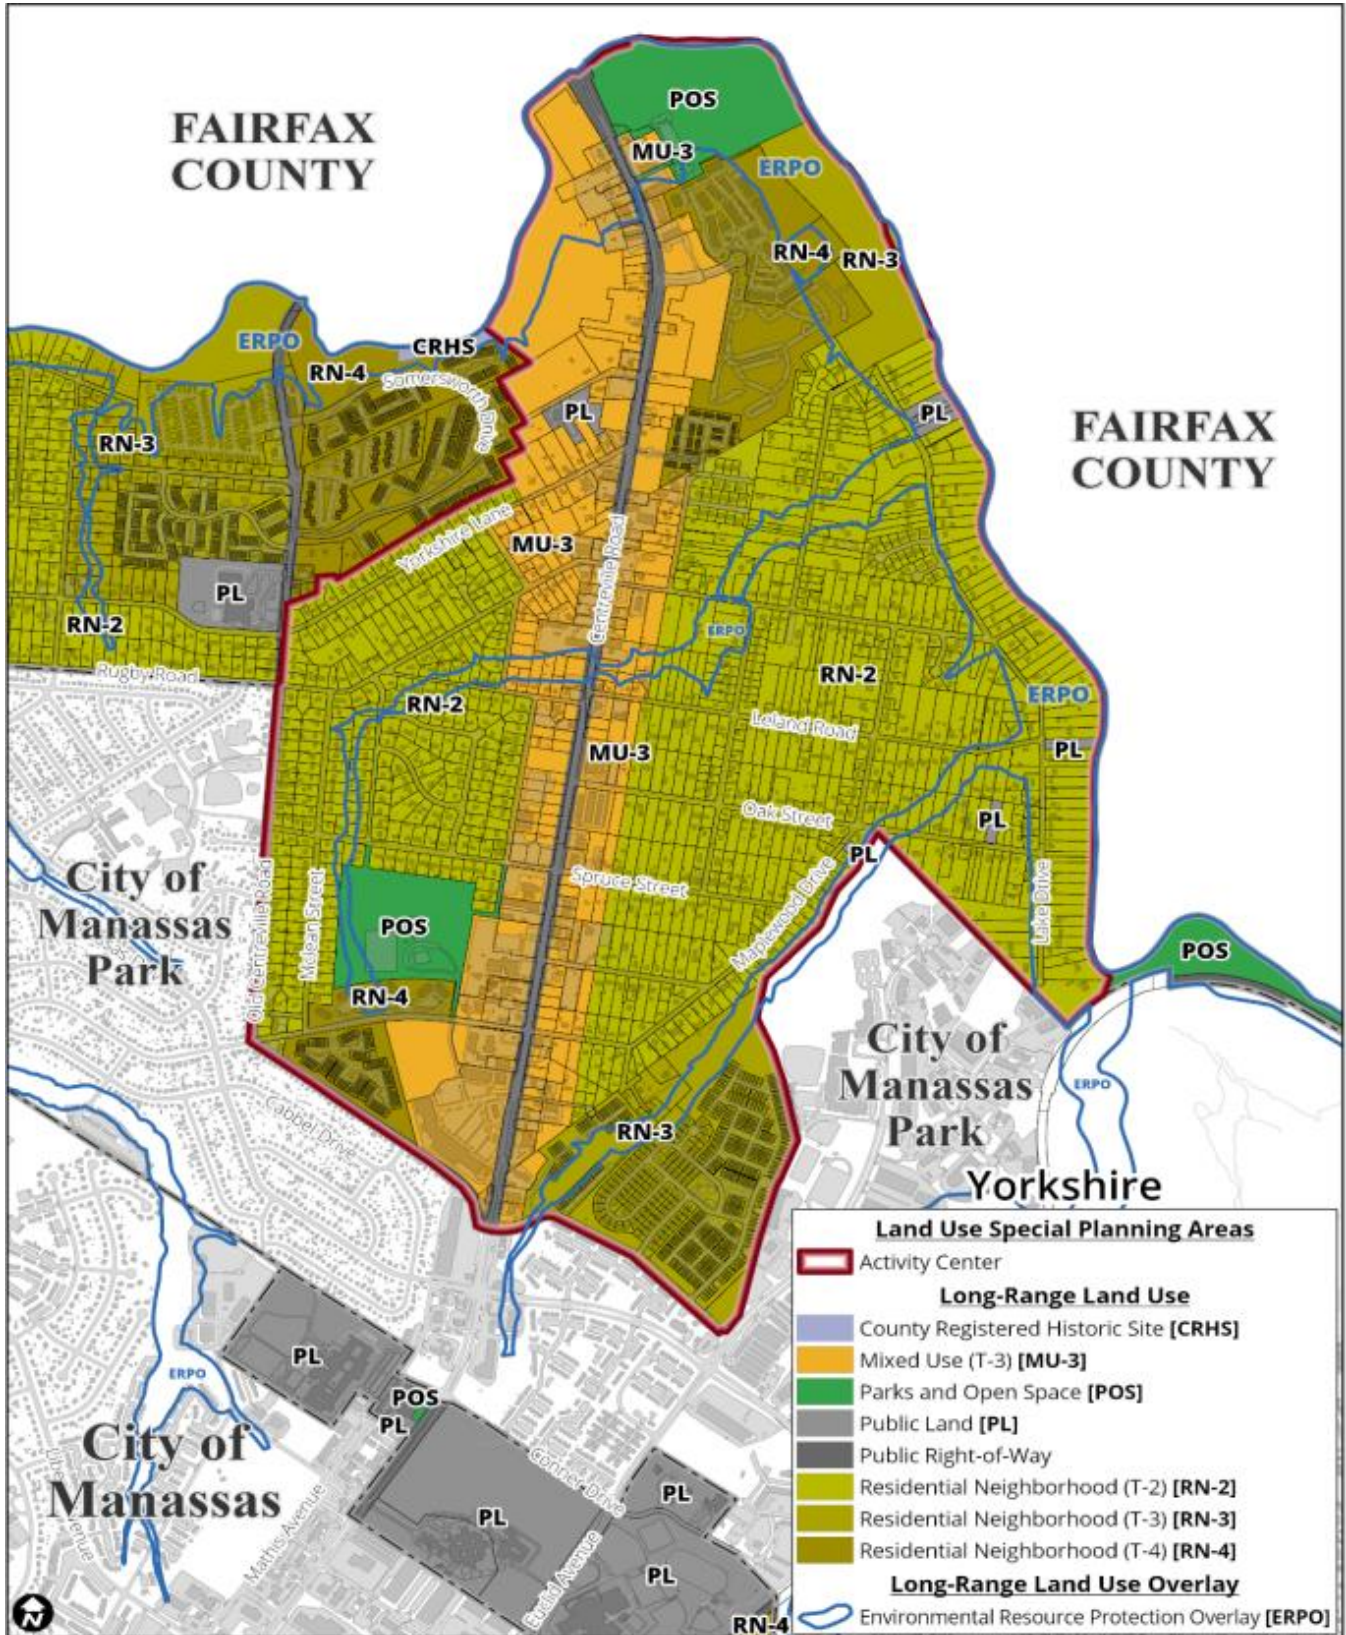 FAIRFAX
COUNTY
POS
MU-3
ERPO
RN-4
RN-3
ERPO
CRHS
RN-4
Somersworth Drive
PL
PL
RN-3
FAIRFAX
COUNTY
Yorkshire Lane
MU-3
Centreville Road
PL
RN-2
ERPO
Rugby Road
RN-2
RN-2
ERPO
Leland Road
MU-3
PL
Oak Street
PL
PL
City of
Manassas
Park
Old Centreville Road
Mclean Street
Spruce Street
Maplewood Drive
Lake Drive
POS
POS
RN-4
City of
Manassas
Park
ERPO
Cabbel Drive
RN-3
Yorkshire
PL
ERPO
POS
PL
City of
Manassas
Mathis Avenue
Conner Drive
PL
PL
Euclid Avenue
PL
RN-4
Land Use Special Planning Areas
Activity Center
Long-Range Land Use
County Registered Historic Site [CRHS]
Mixed Use (T-3) [MU-3]
Parks and Open Space [POS]
Public Land [PL]
Public Right-of-Way
Residential Neighborhood (T-2) [RN-2]
Residential Neighborhood (T-3) [RN-3]
Residential Neighborhood (T-4) [RN-4]
Long-Range Land Use Overlay
Environmental Resource Protection Overlay [ERPO]
N